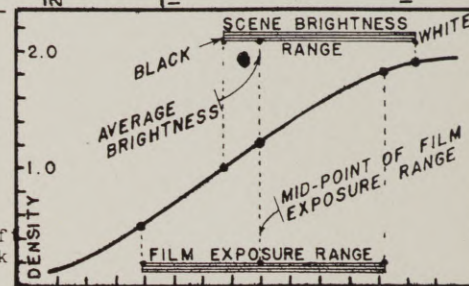 SCENE BRIGHTNESS
RANGE
WHITE
BLACK
2.0
AVERAGE
BRIGHTNESS
1.0
MID-POINT OF FILM
EXPOSURE RANGE
DENSITY
FILM EXPOSURE RANGE